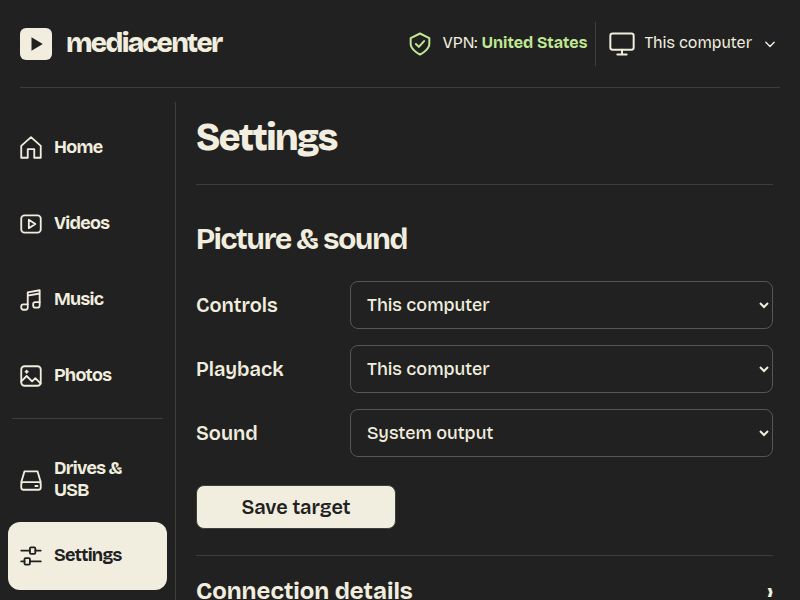 mediacenter
VPN: United States
This computer
Home
Videos
Music
Photos
Drives &
USB
Settings
Settings
Picture & sound
Controls
This computer
Playback
This computer
Sound
System output
Save target
Connection details